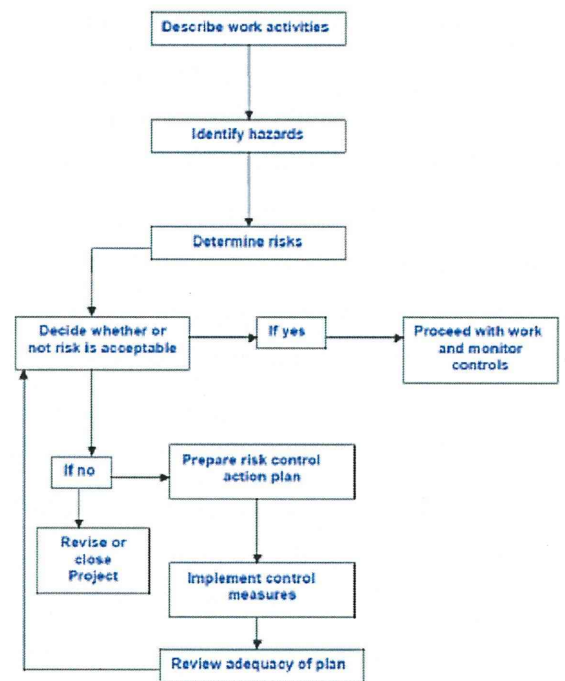 Describe work activities
Identify hazards
Determine risks
Decide whether or
not risk is acceptable
If yes
Proceed with work
and monitor
controls
If no
Prepare risk control
action plan
Revise or
close
Project
Implement control
measures
Review adequacy of plan